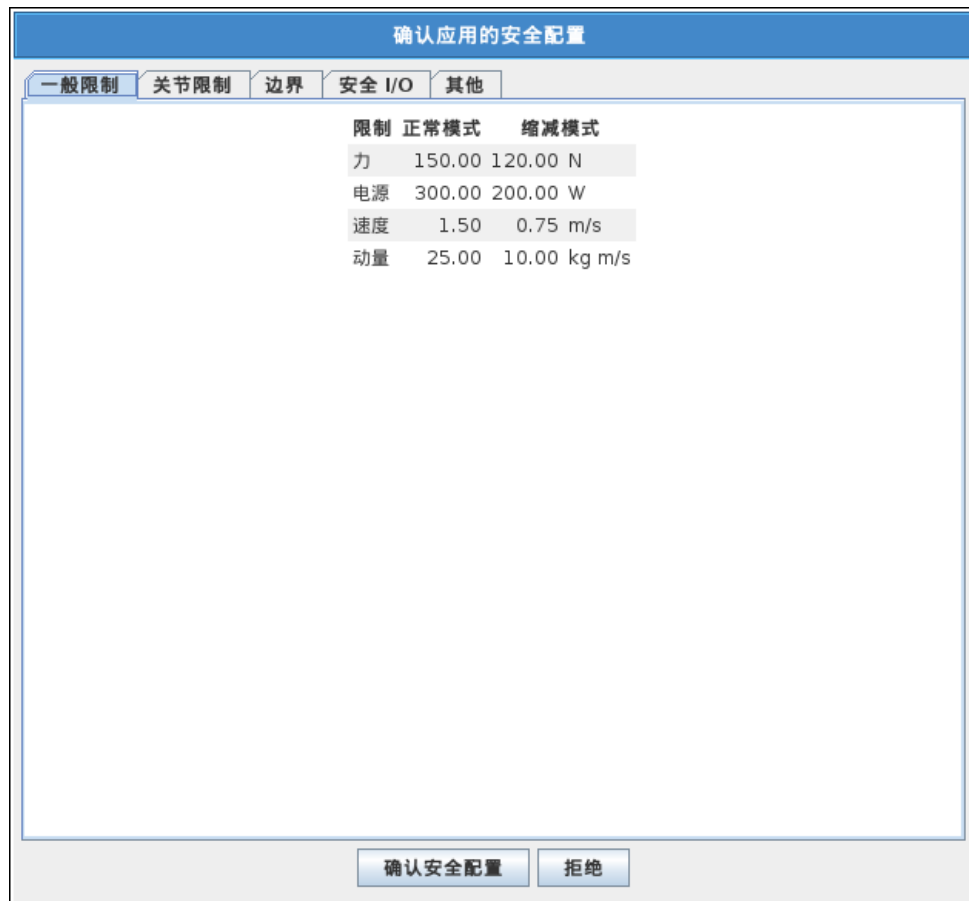 确认应用的安全配置
一般限制 关节限制 边界 安全 I/O 其他
限制 正常模式 缩减模式
力 150.00 120.00 N
电源 300.00 200.00 W
速度 1.50 0.75 m/s
动量 25.00 10.00 kg m/s
确认安全配置 拒绝